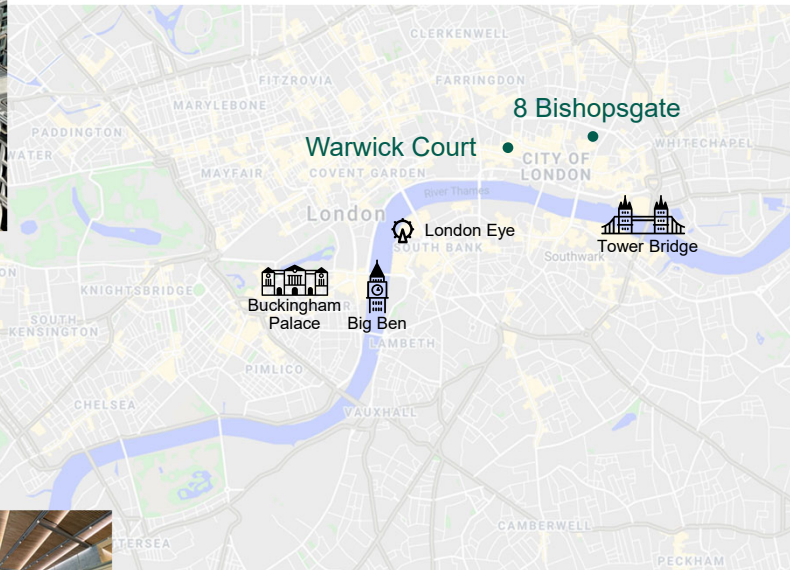 CLERKENWELL
FITZROVIA
FARRINGDON
MARYLEBONE
8 Bishopsgate
PADDINGTON
Warwick Court
WHITECHAPEL
WATER
CITY OF
LONDON
MAYFAIR
COVENT GARDEN
River Thames
London
London Eye
SOUTH BANK
Tower Bridge
Southwark
KNIGHTSBRIDGE
Buckingham
Palace
Big Ben
SOUTH
KENSINGTON
LAMBETH
PIMLICO
CHELSEA
VAUXHALL
CAMBERWELL
TTERSEA
PECKHAM